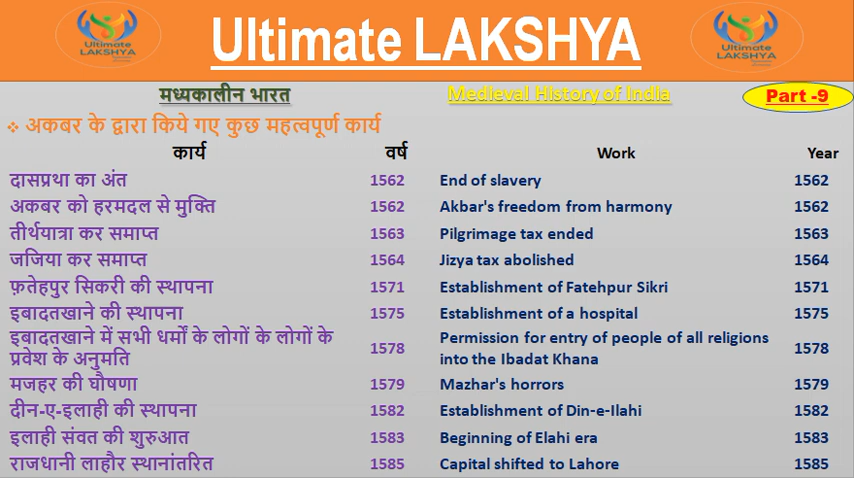 Ultimate LAKSHYA
Ultimate LAKSHYA
Ultimate LAKSHYA
मध्यकालीन भारत Medieval History of India Part -9
❖ अकबर के द्वारा किये गए कुछ महत्वपूर्ण कार्य
कार्य वर्ष Work Year
दासप्रथा का अंत 1562 End of slavery 1562
अकबर को हरमदल से मुक्ति 1562 Akbar's freedom from harmony 1562
तीर्थयात्रा कर समाप्त 1563 Pilgrimage tax ended 1563
जजिया कर समाप्त 1564 Jizya tax abolished 1564
फ़तेहपुर सिकरी की स्थापना 1571 Establishment of Fatehpur Sikri 1571
इबादतखाने की स्थापना 1575 Establishment of a hospital 1575
इबादतखाने में सभी धर्मों के लोगों के लोगों के Permission for entry of people of all religions
प्रवेश के अनुमति 1578 into the Ibadat Khana 1578
मजहर की घौषणा 1579 Mazhar's horrors 1579
दीन-ए-इलाही की स्थापना 1582 Establishment of Din-e-Ilahi 1582
इलाही संवत की शुरुआत 1583 Beginning of Elahi era 1583
राजधानी लाहौर स्थानांतरित 1585 Capital shifted to Lahore 1585